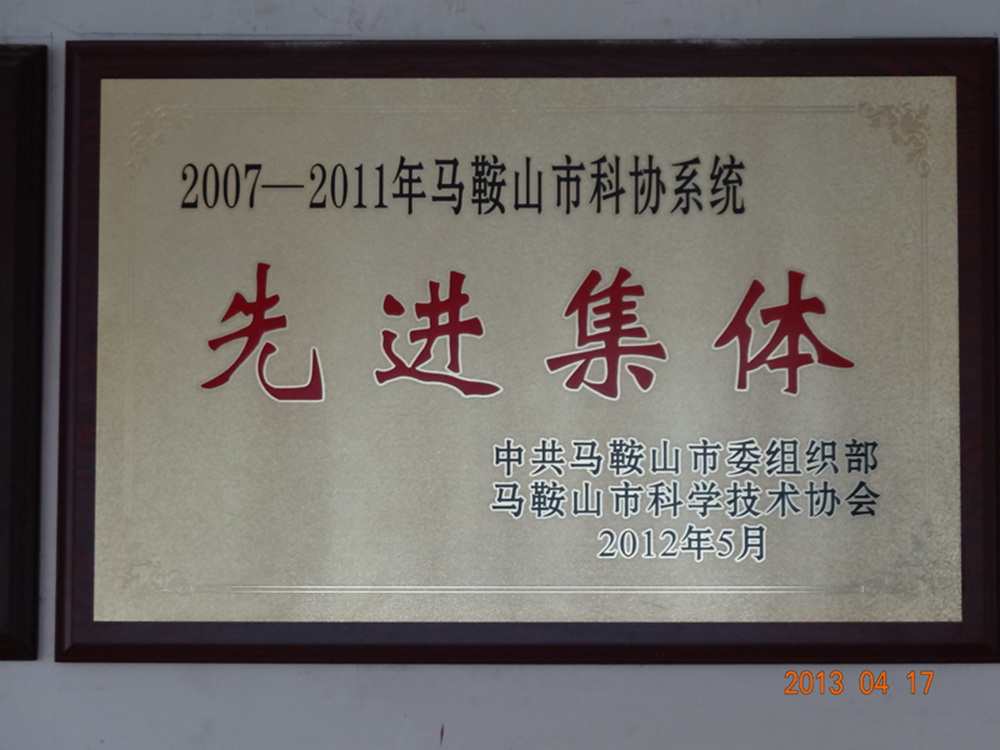 2007—2011年马鞍山市科协系统
先进集体
中共马鞍山市委组织部
马鞍山市科学技术协会
2012年5月
2013 04 17